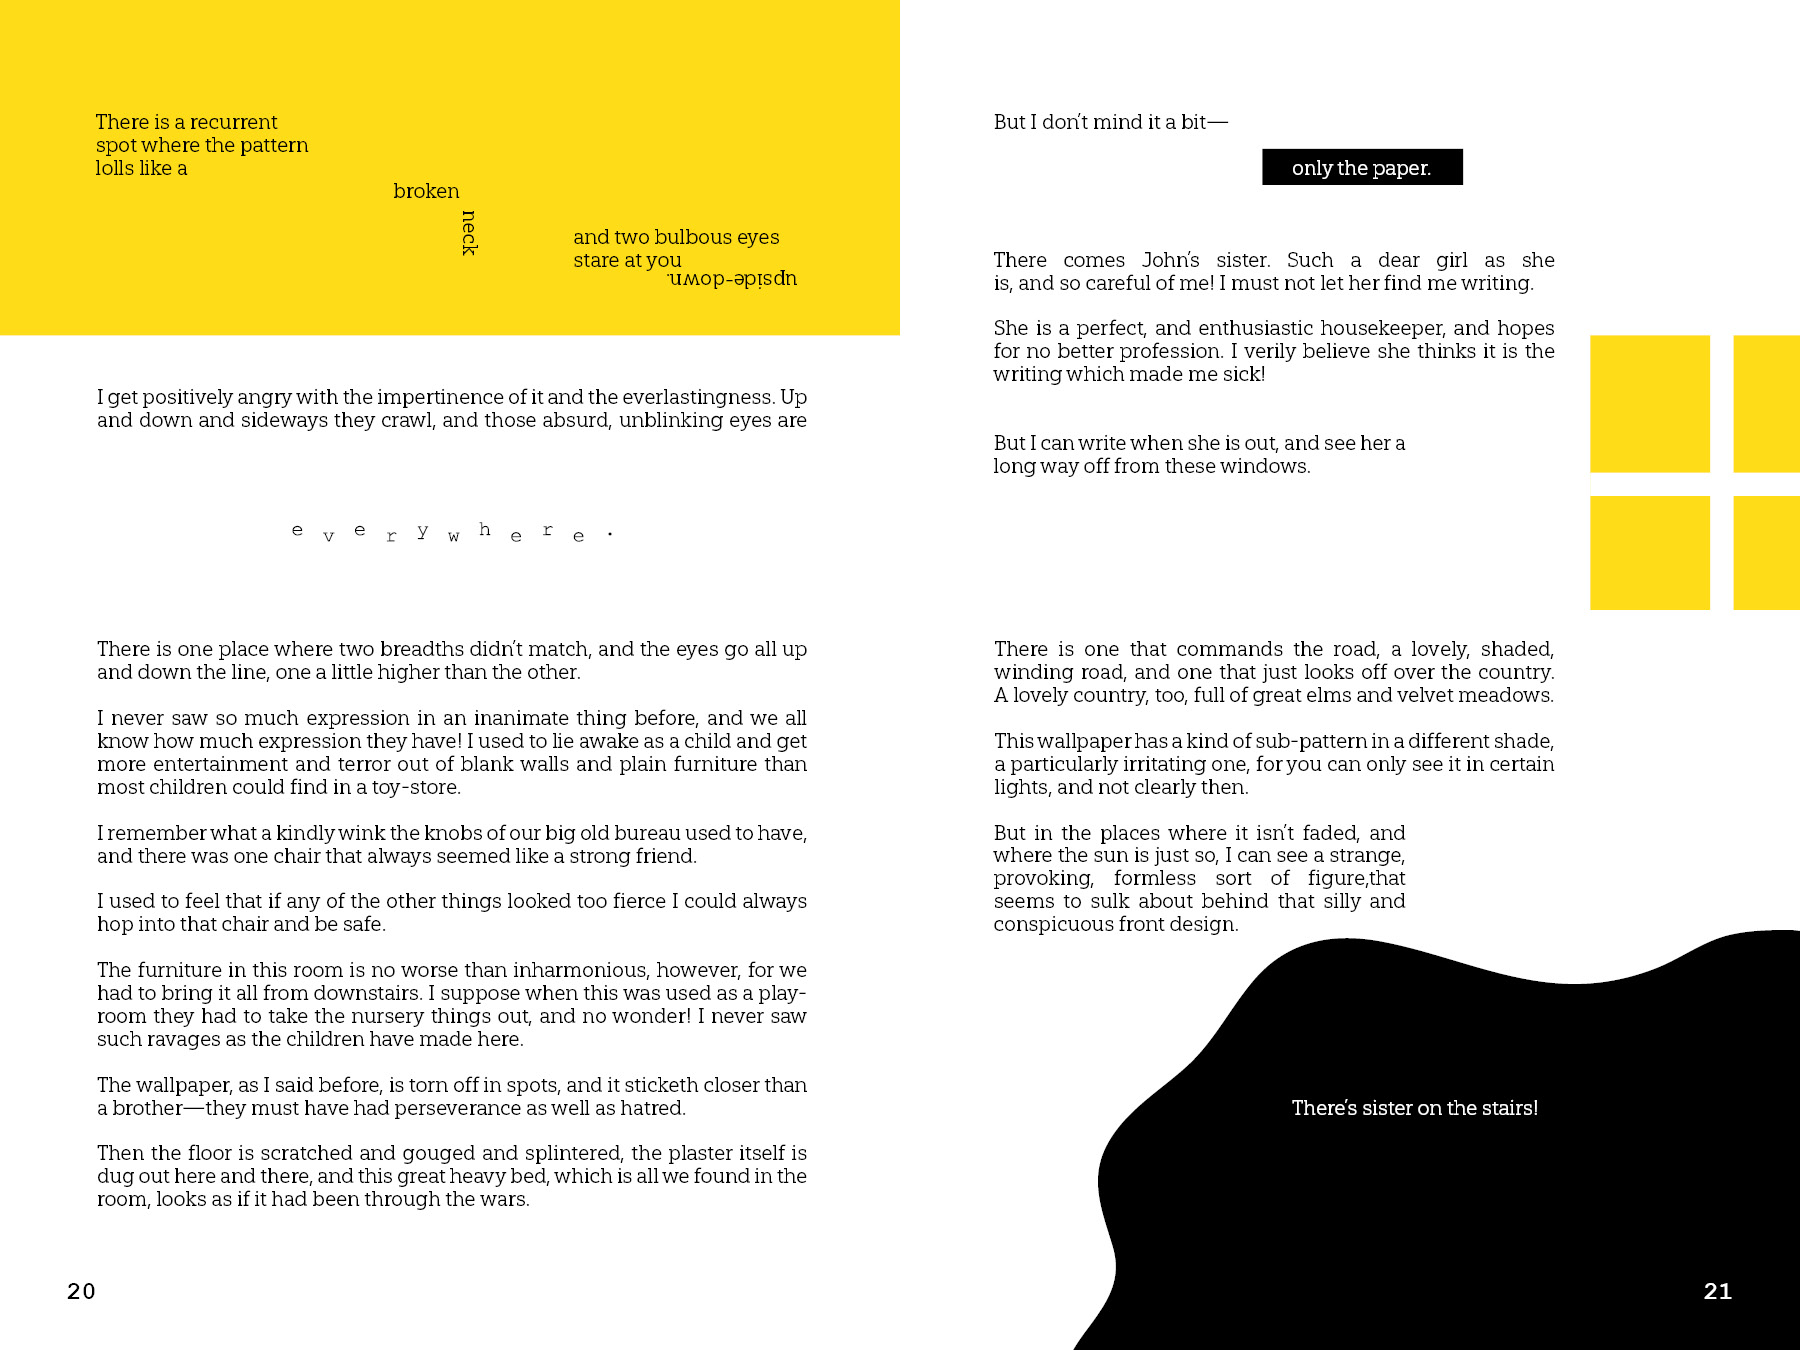 There is a recurrent
spot where the pattern
lolls like a
broken
neck
and two bulbous eyes
stare at you
upside-down.
I get positively angry with the impertinence of it and the everlastingness. Up
and down and sideways they crawl, and those absurd, unblinking eyes are
everywhere.
There is one place where two breadths didn’t match, and the eyes go all up
and down the line, one a little higher than the other.
I never saw so much expression in an inanimate thing before, and we all
know how much expression they have! I used to lie awake as a child and get
more entertainment and terror out of blank walls and plain furniture than
most children could find in a toy-store.
I remember what a kindly wink the knobs of our big old bureau used to have,
and there was one chair that always seemed like a strong friend.
I used to feel that if any of the other things looked too fierce I could always
hop into that chair and be safe.
The furniture in this room is no worse than inharmonious, however, for we
had to bring it all from downstairs. I suppose when this was used as a play-
room they had to take the nursery things out, and no wonder! I never saw
such ravages as the children have made here.
The wallpaper, as I said before, is torn off in spots, and it sticketh closer than
a brother—they must have had perseverance as well as hatred.
Then the floor is scratched and gouged and splintered, the plaster itself is
dug out here and there, and this great heavy bed, which is all we found in the
room, looks as if it had been through the wars.
20
But I don’t mind it a bit—
only the paper.
There comes John’s sister. Such a dear girl as she
is, and so careful of me! I must not let her find me writing.
She is a perfect, and enthusiastic housekeeper, and hopes
for no better profession. I verily believe she thinks it is the
writing which made me sick!
But I can write when she is out, and see her a
long way off from these windows.
There is one that commands the road, a lovely, shaded,
winding road, and one that just looks off over the country.
A lovely country, too, full of great elms and velvet meadows.
This wallpaper has a kind of sub-pattern in a different shade,
a particularly irritating one, for you can only see it in certain
lights, and not clearly then.
But in the places where it isn’t faded, and
where the sun is just so, I can see a strange,
provoking, formless sort of figure,that
seems to sulk about behind that silly and
conspicuous front design.
There’s sister on the stairs!
21